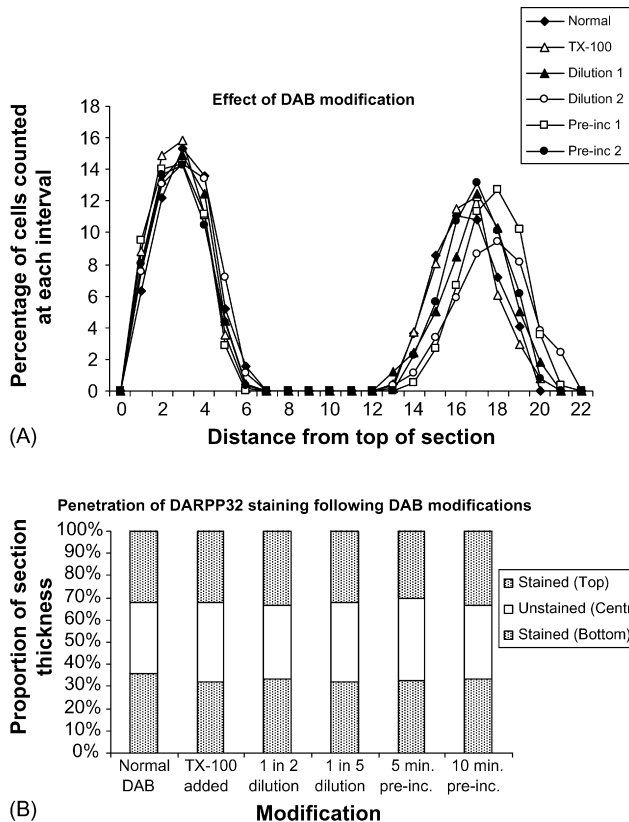 Normal
TX-100
Dilution 1
Dilution 2
Pre-inc 1
Pre-inc 2
Effect of DAB modification
Percentage of cells counted
at each interval
18
16
14
12
10
8
6
4
2
0
0 2 4 6 8 10 12 14 16 18 20 22
Distance from top of section
(A)
Penetration of DARPP32 staining following DAB modifications
Proportion of section
thickness
100%
90%
80%
70%
60%
50%
40%
30%
20%
10%
0%
Stained (Top)
Unstained (Centr
Stained (Bottom)
Normal DAB
TX-100 added
1 in 2 dilution
1 in 5 dilution
5 min. pre-inc.
10 min. pre-inc.
Modification
(B)